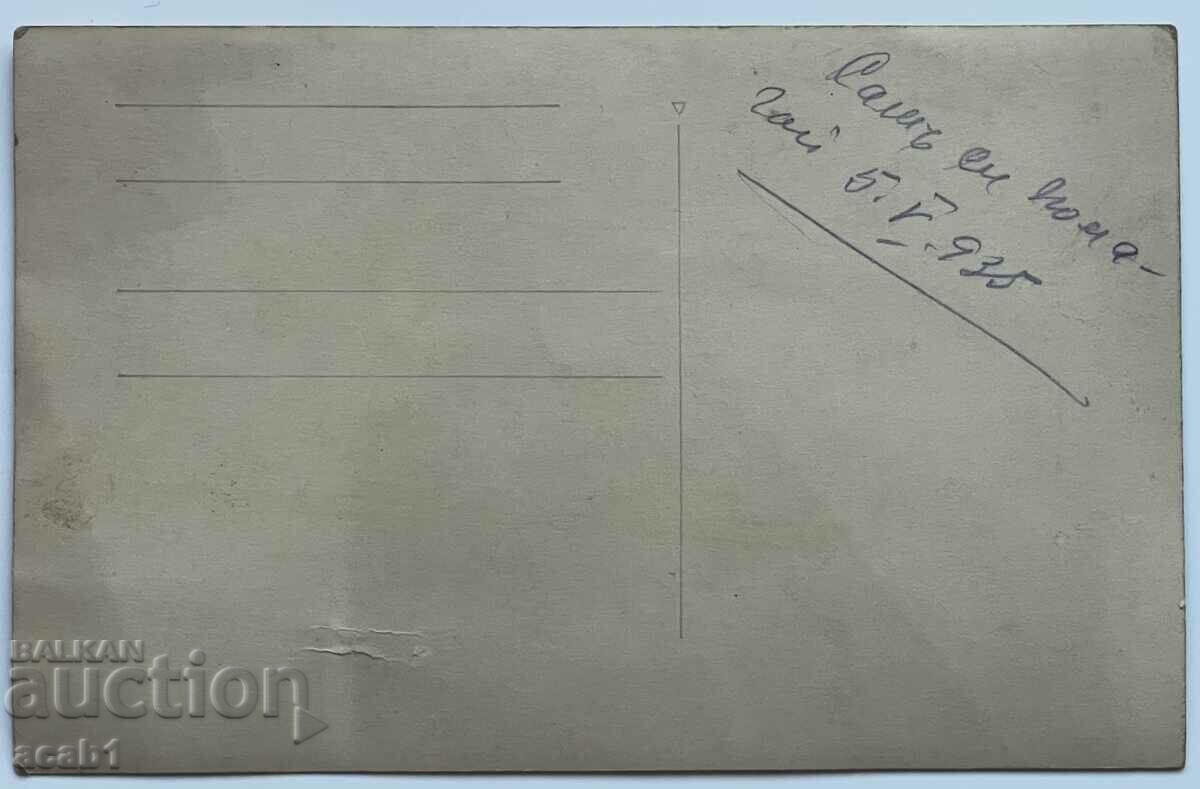 Самъ си пома-
гай
5.V.935
BALKAN
auction
acab1